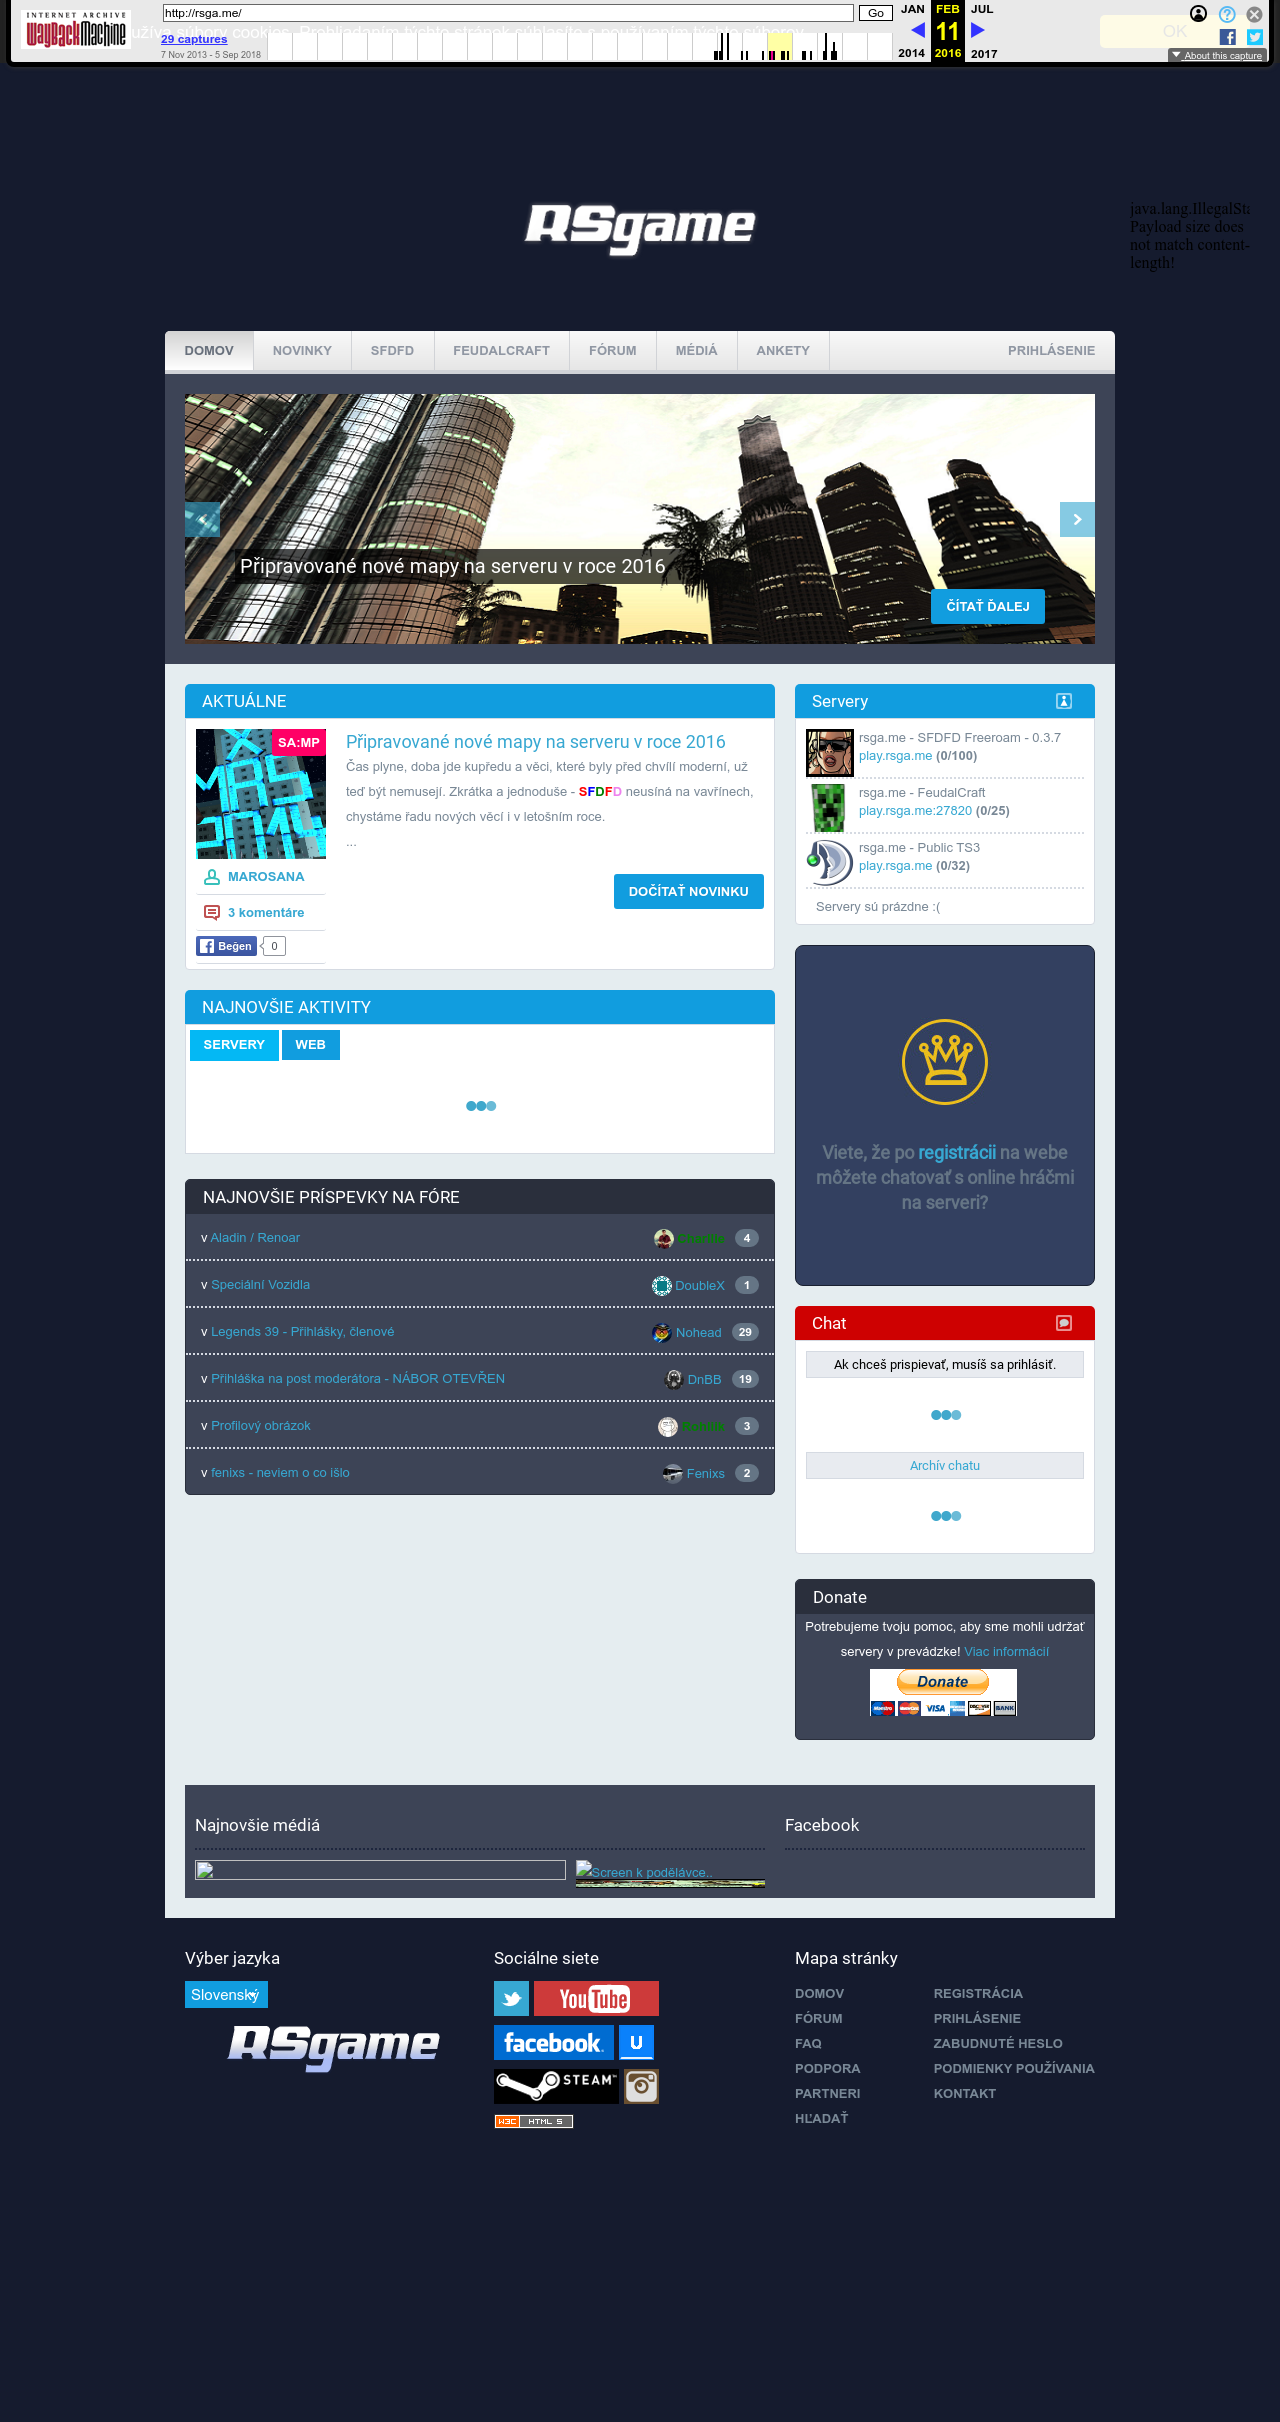 INTERNET ARCHIVE
WayBackMachine
http://rsga.me/
Go
JAN
FEB
JUL
29 captures
11
OK
7 Nov 2013 - 5 Sep 2018
2014
2016
2017
About this capture
RSgame
java.lang.IllegalSta
Payload size does
not match content-
length!
DOMOV
NOVINKY
SFDFD
FEUDALCRAFT
FÓRUM
MÉDIÁ
ANKETY
PRIHLÁSENIE
Připravované nové mapy na serveru v roce 2016
ČÍTAŤ ĎALEJ
AKTUÁLNE
SA:MP
Připravované nové mapy na serveru v roce 2016
Čas plyne, doba jde kupředu a věci, které byly před chvílí moderní, už
teď být nemusejí. Zkrátka a jednoduše - SFDFD neusíná na vavřínech,
chystáme řadu nových věcí i v letošním roce.
...
MAROSANA
DOČÍTAŤ NOVINKU
3 komentáre
Beğen
0
Servery
rsga.me - SFDFD Freeroam - 0.3.7
play.rsga.me (0/100)
rsga.me - FeudalCraft
play.rsga.me:27820 (0/25)
rsga.me - Public TS3
play.rsga.me (0/32)
Servery sú prázdne :(
NAJNOVŠIE AKTIVITY
SERVERY
WEB
Viete, že po registrácii na webe
môžete chatovať s online hráčmi
na serveri?
NAJNOVŠIE PRÍSPEVKY NA FÓRE
v Aladin / Renoar
4
v Speciální Vozidla
DoubleX
1
v Legends 39 - Přihlášky, členové
Nohead
29
v Přihláška na post moderátora - NÁBOR OTEVŘEN
DnBB
19
v Profilový obrázok
3
v fenixs - neviem o co išlo
Fenixs
2
Chat
Ak chceš prispievať, musíš sa prihlásiť.
Archív chatu
Donate
Potrebujeme tvoju pomoc, aby sme mohli udržať
servery v prevádzke! Viac informácií
Donate
VISA
BANK
Najnovšie médiá
Facebook
Screen k podělávce..
Výber jazyka
Slovenský
RSgame
Sociálne siete
YouTube
facebook.
U
STEAM
W3C HTML 5
Mapa stránky
DOMOV
REGISTRÁCIA
FÓRUM
PRIHLÁSENIE
FAQ
ZABUDNUTÉ HESLO
PODPORA
PODMIENKY POUŽÍVANIA
PARTNERI
KONTAKT
HĽADAŤ